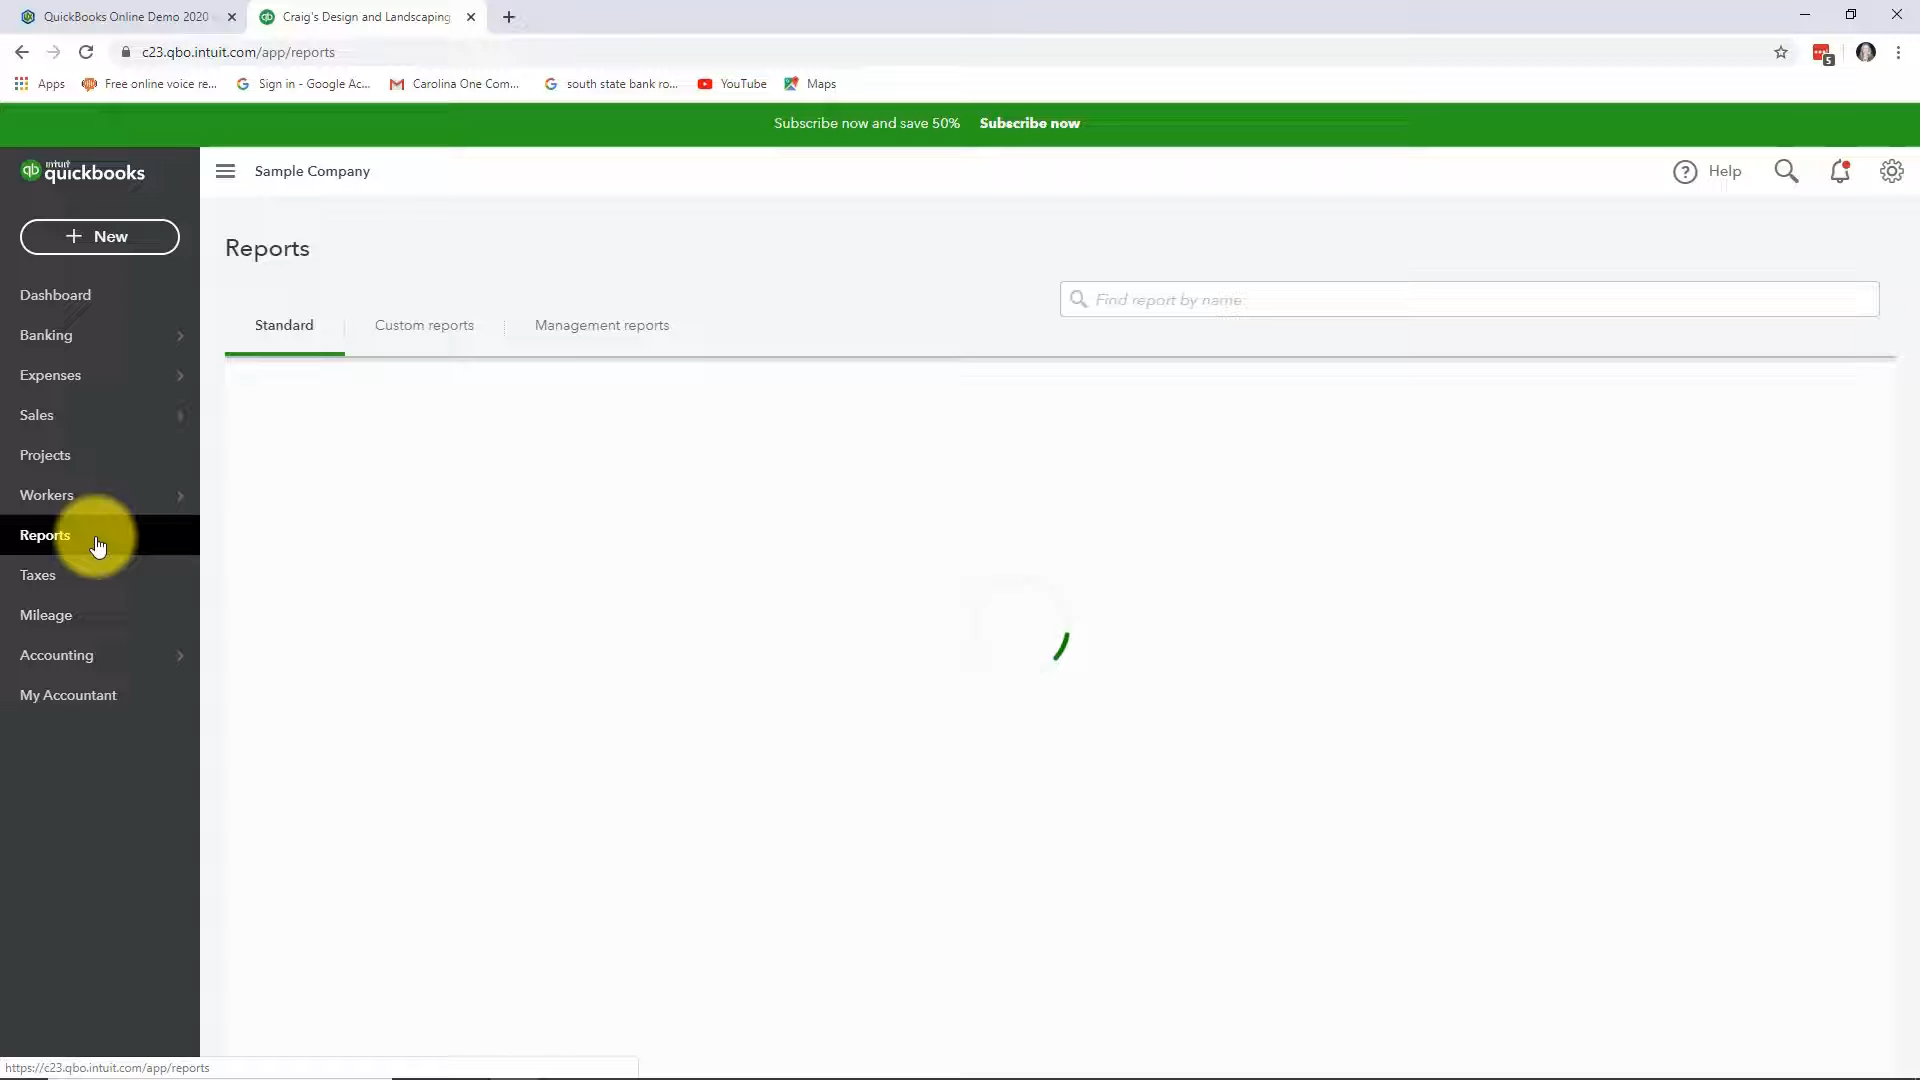 QuickBooks Online Demo 2020
Craig's Design and Landscaping
c23.qbo.intuit.com/app/reports
5
Apps
Free online voice re...
Sign in - Google Ac...
Carolina One Com...
south state bank ro...
YouTube
Maps
Subscribe now and save 50% Subscribe now
qb intuit quickbooks
Sample Company
Help
+ New
Reports
Find report by name
Standard
Custom reports
Management reports
Dashboard
Banking
Expenses
Sales
Projects
Workers
Reports
Taxes
Mileage
Accounting
My Accountant
https://c23.qbo.intuit.com/app/reports